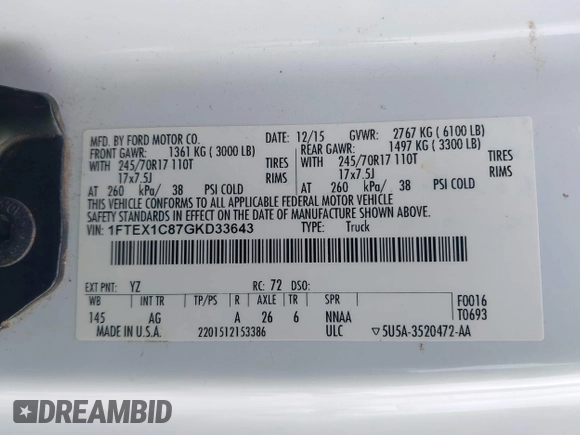 MFD. BY FORD MOTOR CO. DATE: 12/15 GVWR: 2767 KG (6100 LB)
FRONT GAWR: 1361 KG (3000 LB) REAR GAWR: 1497 KG (3300 LB)
WITH 245/70R17 110T TIRES WITH 245/70R17 110T TIRES
17x7.5J RIMS 17x7.5J RIMS
AT 260 kPa/ 38 PSI COLD AT 260 kPa/ 38 PSI COLD
THIS VEHICLE CONFORMS TO ALL APPLICABLE FEDERAL MOTOR VEHICLE
SAFETY STANDARDS IN EFFECT ON THE DATE OF MANUFACTURE SHOWN ABOVE.
VIN: 1FTEX1C87GKD33643 TYPE: Truck
EXT PNT: YZ RC: 72 DSO:
WB INT TR TP/PS R AXLE TR SPR F0016
145 AG A 26 6 NNAA T0693
MADE IN U.S.A. 2201512153386 ULC ▽5U5A-3520472-AA
DREAMBID